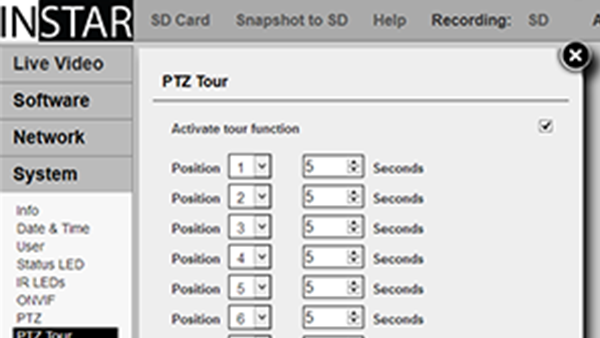 INSTAR
SD Card Snapshot to SD Help Recording: SD A
Live Video
Software
Network
System
Info
Date & Time
User
Status LED
IR LEDs
ONVIF
PTZ
PTZ Tour
PTZ Tour
Activate tour function
Position 1 5 Seconds
Position 2 5 Seconds
Position 3 5 Seconds
Position 4 5 Seconds
Position 5 5 Seconds
Position 6 5 Seconds